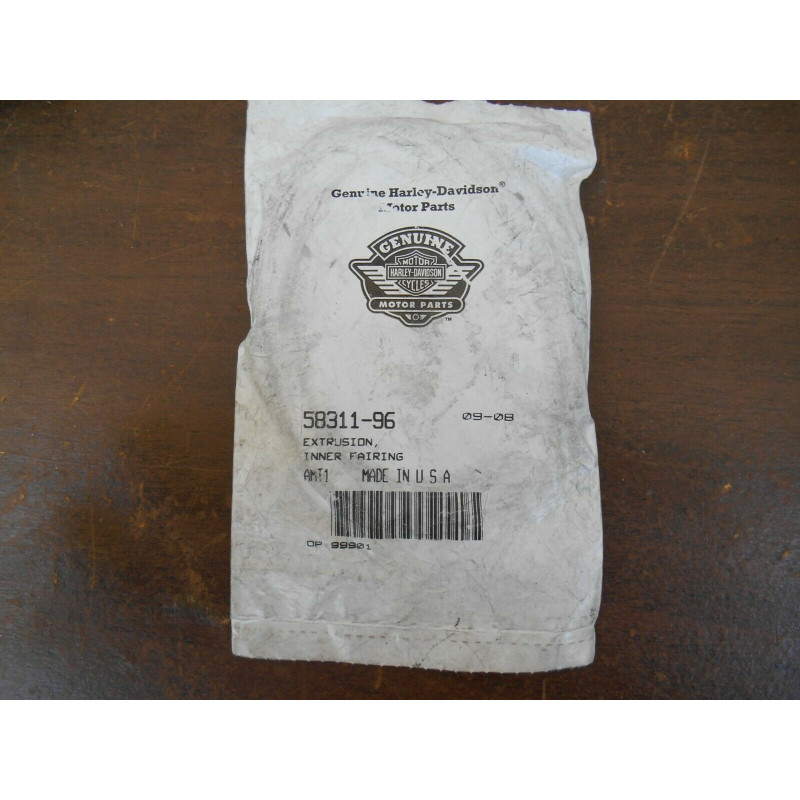 Genuine Harley-Davidson®
Motor Parts
GENUINE
MOTOR
HARLEY-DAVIDSON
CYCLES
MOTOR PARTS
TM
58311-96 09-08
EXTRUSION,
INNER FAIRING
AMT1 MADE IN U S A
OP 99901